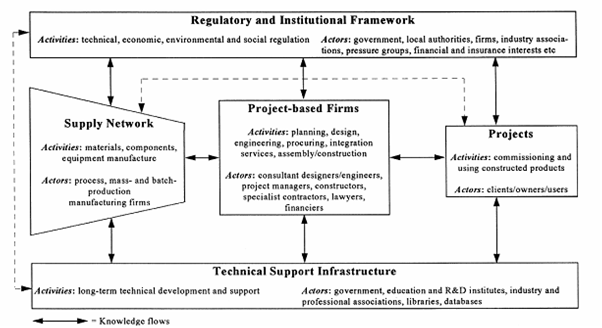 Regulatory and Institutional Framework
Activities: technical, economic, environmental and social regulation
Actors: government, local authorities, firms, industry associa-
tions, pressure groups, financial and insurance interests etc
Supply Network
Activities: materials, components,
equipment manufacture
Actors: process, mass- and batch-
production
manufacturing firms
Project-based Firms
Activities: planning, design,
engineering, procuring, integration
services, assembly/construction
Actors: consultant designers/engineers,
project managers, constructors,
specialist contractors, lawyers,
financiers
Projects
Activities: commissioning and
using constructed products
Actors: clients/owners/users
Technical Support Infrastructure
Activities: long-term technical development and support
Actors: government, education and R&D institutes, industry and
professional associations, libraries, databases
= Knowledge flows